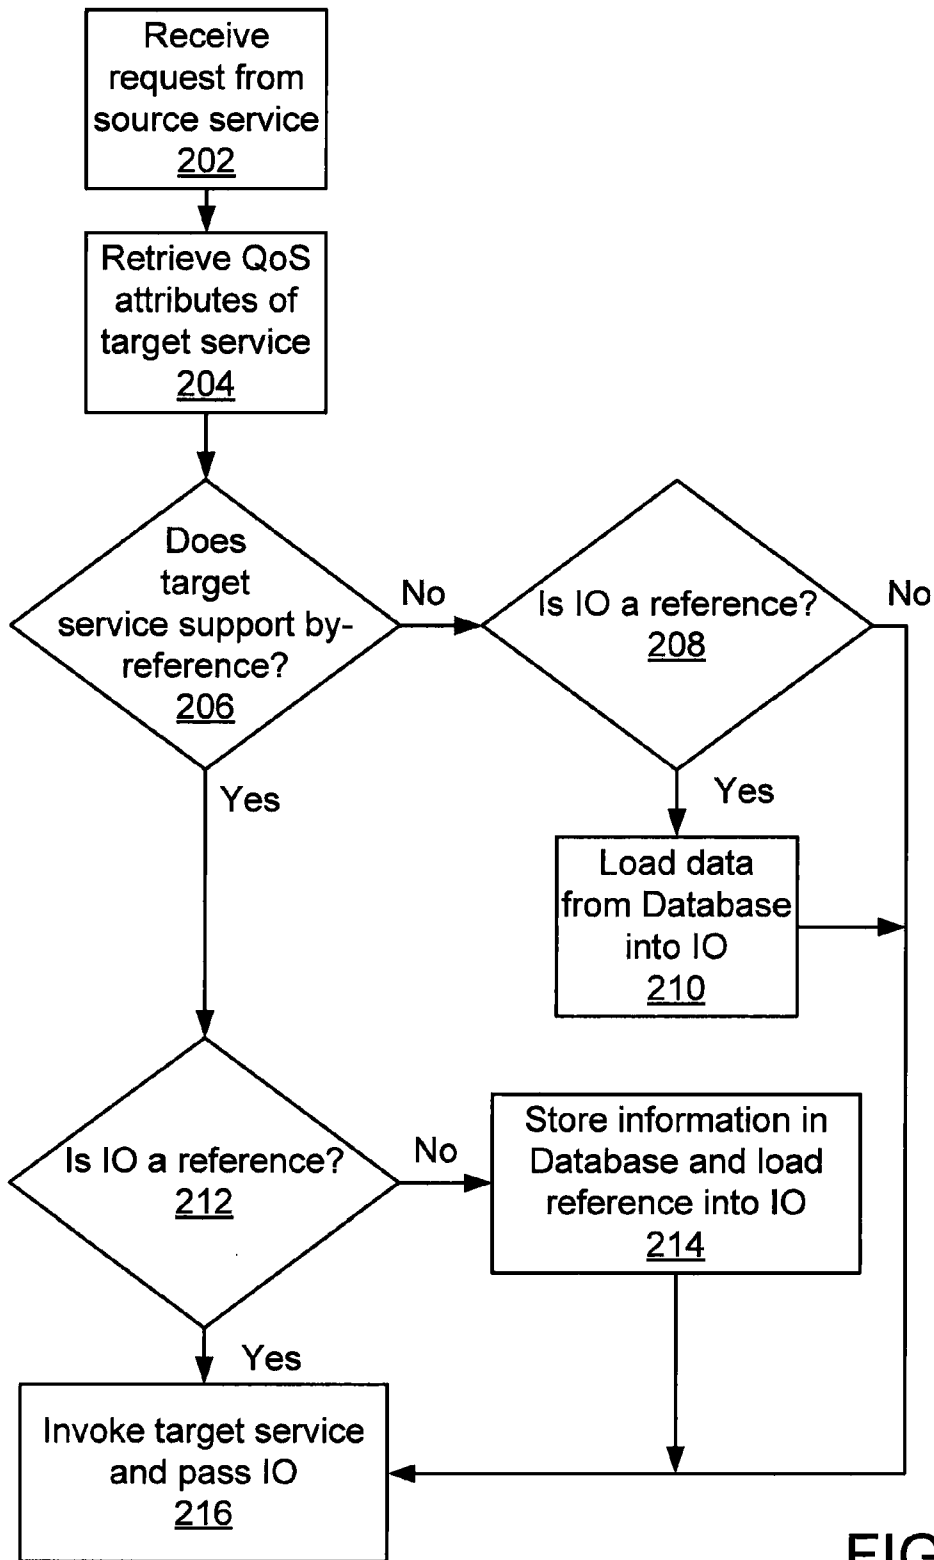 Receive
request from
source service
202
Retrieve QoS
attributes of
target service
204
Does
target
service support by-
reference?
206
No
Is IO a reference?
208
No
Yes
Yes
Load data
from Database
into IO
210
Is IO a reference?
212
No
Store information in
Database and load
reference into IO
214
Yes
Invoke target service
and pass IO
216
FIG